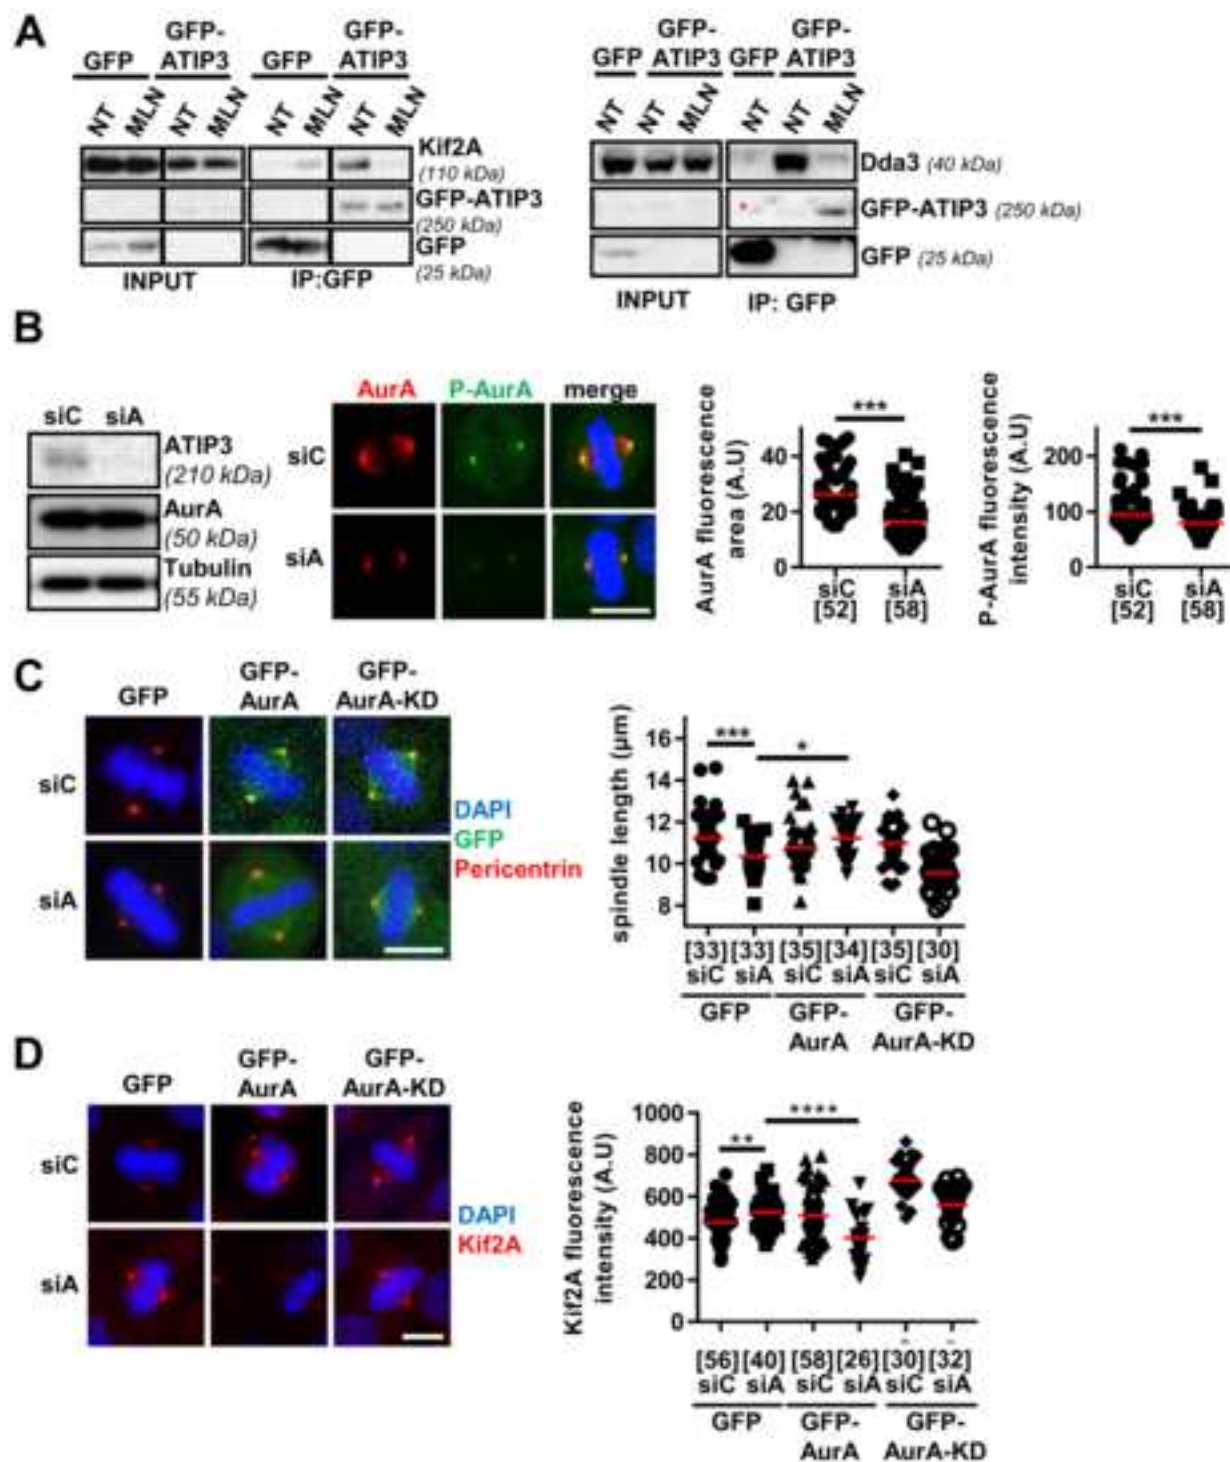 A
GFP GFP-ATIP3 GFP GFP-ATIP3
NT MLN NT MLN NT MLN NT MLN
Kif2A
(110 kDa)
GFP-ATIP3
(250 kDa)
GFP
(25 kDa)
INPUT IP:GFP
GFP GFP-ATIP3 GFP GFP-ATIP3
NT NT MLN NT NT MLN
Dda3 (40 kDa)
*
GFP-ATIP3 (250 kDa)
GFP (25 kDa)
INPUT IP: GFP
B
siC siA
ATIP3
(210 kDa)
AurA
(50 kDa)
Tubulin
(55 kDa)
AurA P-AurA merge
siC
siA
AurA fluorescence
area (A.U)
***
40
20
0
siC siA
[52] [58]
P-AurA fluorescence
intensity (A.U)
***
200
100
0
siC siA
[52] [58]
C
GFP GFP-AurA GFP-AurA-KD
siC
siA
DAPI
GFP
Pericentrin
spindle length (µm)
*** *
16
14
12
10
8
[33] [33] [35] [34] [35] [30]
siC siA siC siA siC siA
GFP GFP-AurA GFP-AurA-KD
D
GFP GFP-AurA GFP-AurA-KD
siC
siA
DAPI
Kif2A
Kif2A fluorescence
intensity (A.U)
** ****
1000
800
600
400
200
0
[56] [40] [58] [26] [30] [32]
siC siA siC siA siC siA
GFP GFP-AurA GFP-AurA-KD